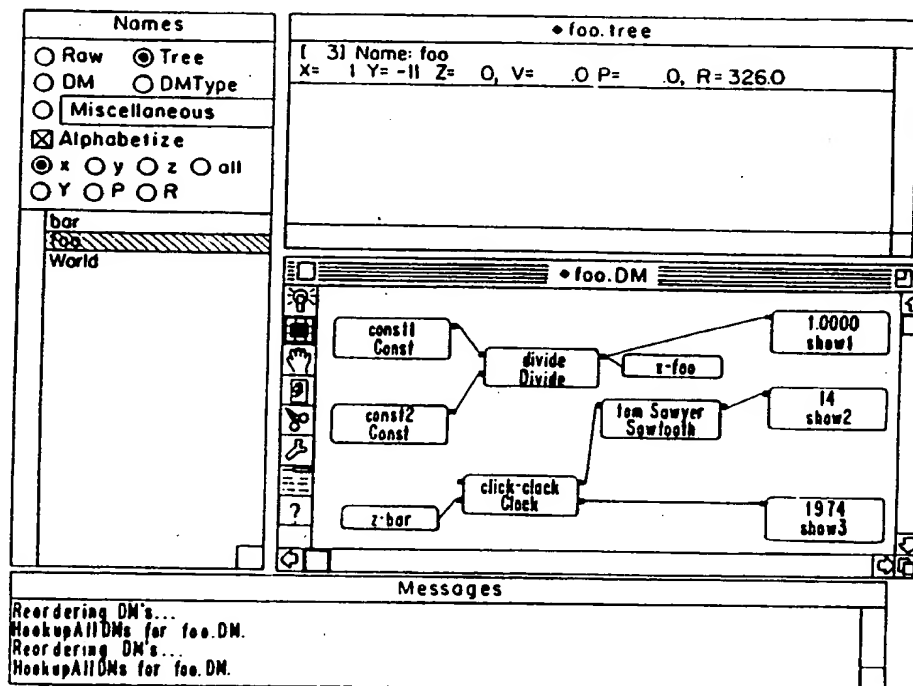 Names
Raw Tree
DM DMType
Miscellaneous
Alphabetize
x y z all
Y P R
bar
foo
World
foo.tree
[ 3] Name: foo
X= 1 Y= -11 Z= 0, V= .0 P= .0, R= 326.0
foo.DM
const1
Const
const2
Const
divide
Divide
x-foo
1.0000
show1
tom Sawyer
Sawtooth
14
show2
click-clack
Clock
z-bar
1974
show3
?
Messages
Reordering DM's...
HookupAllDMs for foo.DM.
Reordering DM's...
HookupAllDMs for foo.DM.